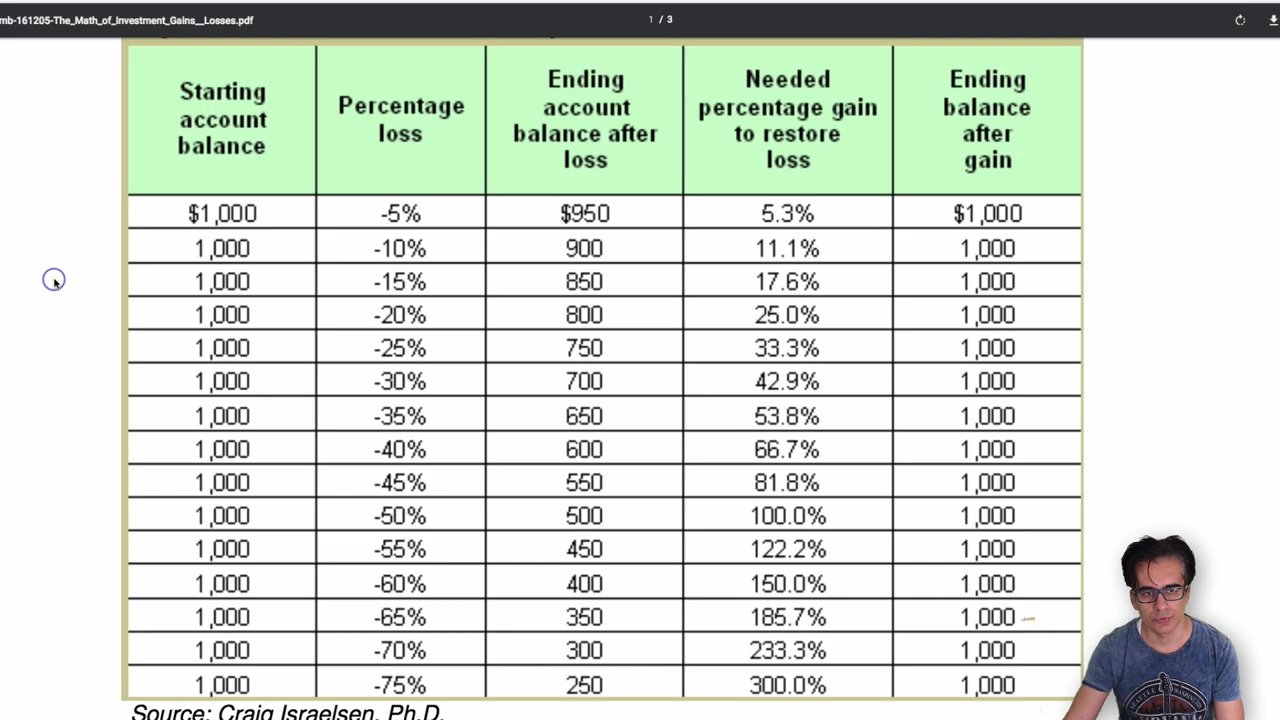 mb-161205-The_Math_of_Investment_Gains__Losses.pdf
1 / 3
Starting account balance | Percentage loss | Ending account balance after loss | Needed percentage gain to restore loss | Ending balance after gain
$1,000 -5% $950 5.3% $1,000
1,000 -10% 900 11.1% 1,000
1,000 -15% 850 17.6% 1,000
1,000 -20% 800 25.0% 1,000
1,000 -25% 750 33.3% 1,000
1,000 -30% 700 42.9% 1,000
1,000 -35% 650 53.8% 1,000
1,000 -40% 600 66.7% 1,000
1,000 -45% 550 81.8% 1,000
1,000 -50% 500 100.0% 1,000
1,000 -55% 450 122.2% 1,000
1,000 -60% 400 150.0% 1,000
1,000 -65% 350 185.7% 1,000
1,000 -70% 300 233.3% 1,000
1,000 -75% 250 300.0% 1,000
Source: Craig Israelsen, Ph.D.